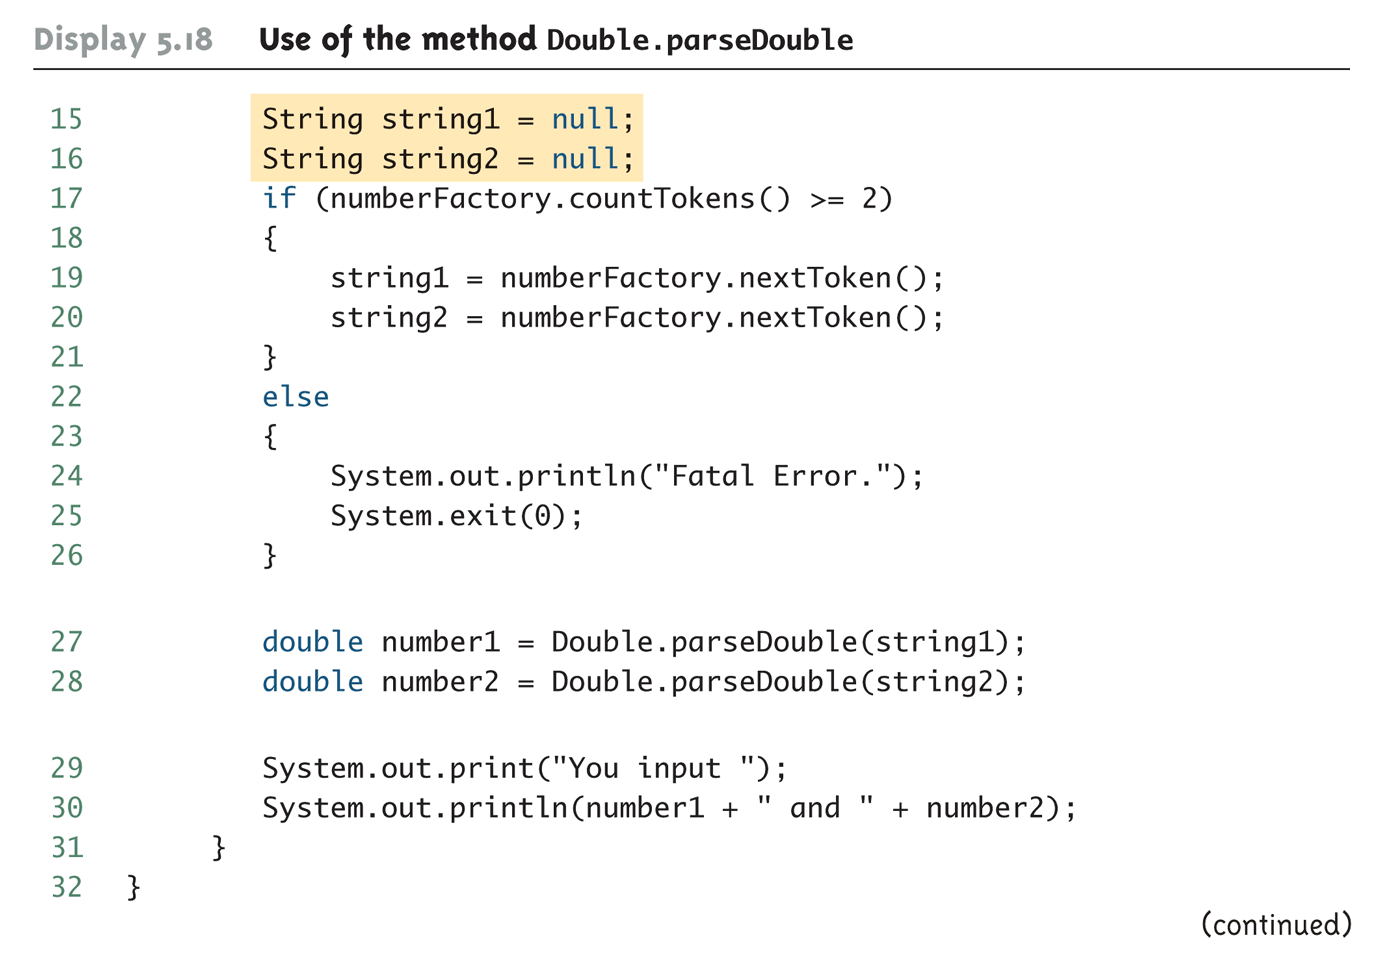 Display 5.18 Use of the method Double.parseDouble
15 String string1 = null;
16 String string2 = null;
17 if (numberFactory.countTokens() >= 2)
18 {
19 string1 = numberFactory.nextToken();
20 string2 = numberFactory.nextToken();
21 }
22 else
23 {
24 System.out.println("Fatal Error.");
25 System.exit(0);
26 }
27 double number1 = Double.parseDouble(string1);
28 double number2 = Double.parseDouble(string2);
29 System.out.print("You input ");
30 System.out.println(number1 + " and " + number2);
31 }
32 }
(continued)